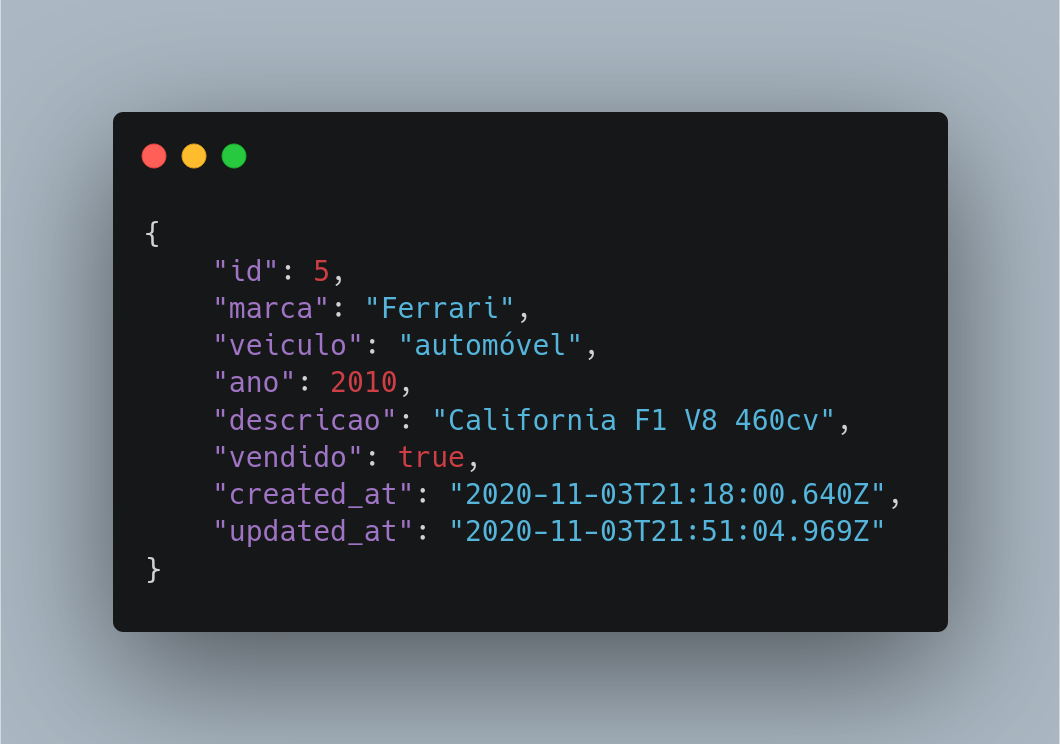 {
    "id": 5,
    "marca": "Ferrari",
    "veiculo": "automóvel",
    "ano": 2010,
    "descricao": "California F1 V8 460cv",
    "vendido": true,
    "created_at": "2020-11-03T21:18:00.640Z",
    "updated_at": "2020-11-03T21:51:04.969Z"
}